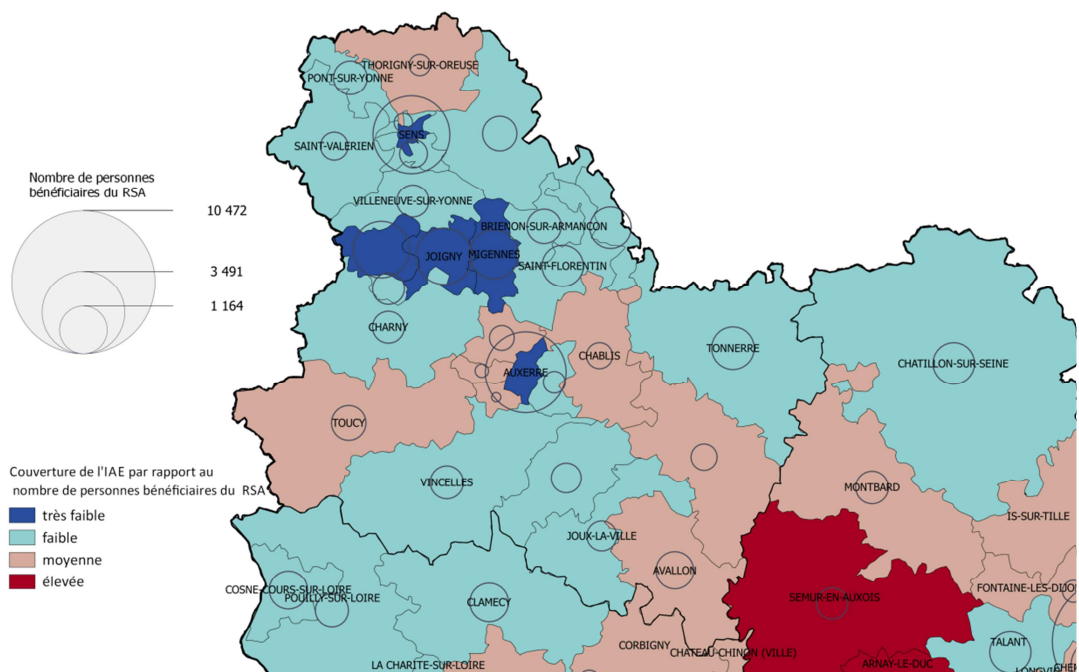 THORIGNY-SUR-OREUSE
PONT-SUR-YONNE
SENS
SAINT-VALERIEN
Nombre de personnes
bénéficiaires du RSA
10 472
3 491
1 164
VILLENEUVE-SUR-YONNE
BRIENON-SUR-ARMANCON
JOIGNY
MIGENNES
SAINT-FLORENTIN
CHARNY
TONNERRE
CHABLIS
CHATILLON-SUR-SEINE
AUXERRE
TOUCY
Couverture de l'IAE par rapport au
nombre de personnes bénéficiaires du RSA
très faible
faible
moyenne
élevée
VINCELLES
MONTBARD
IS-SUR-TILLE
JOUX-LA-VILLE
AVALLON
COSNE-COURS-SUR-LOIRE
POUILLY-SUR-LOIRE
CLAMECY
SEMUR-EN-AUXOIS
FONTAINE-LES-DIJO
CORBIGNY
CHATEAU-CHINON (VILLE)
TALANT
LA CHARITE-SUR-LOIRE
ARNAY-LE-DUC
LONGVI
CHE